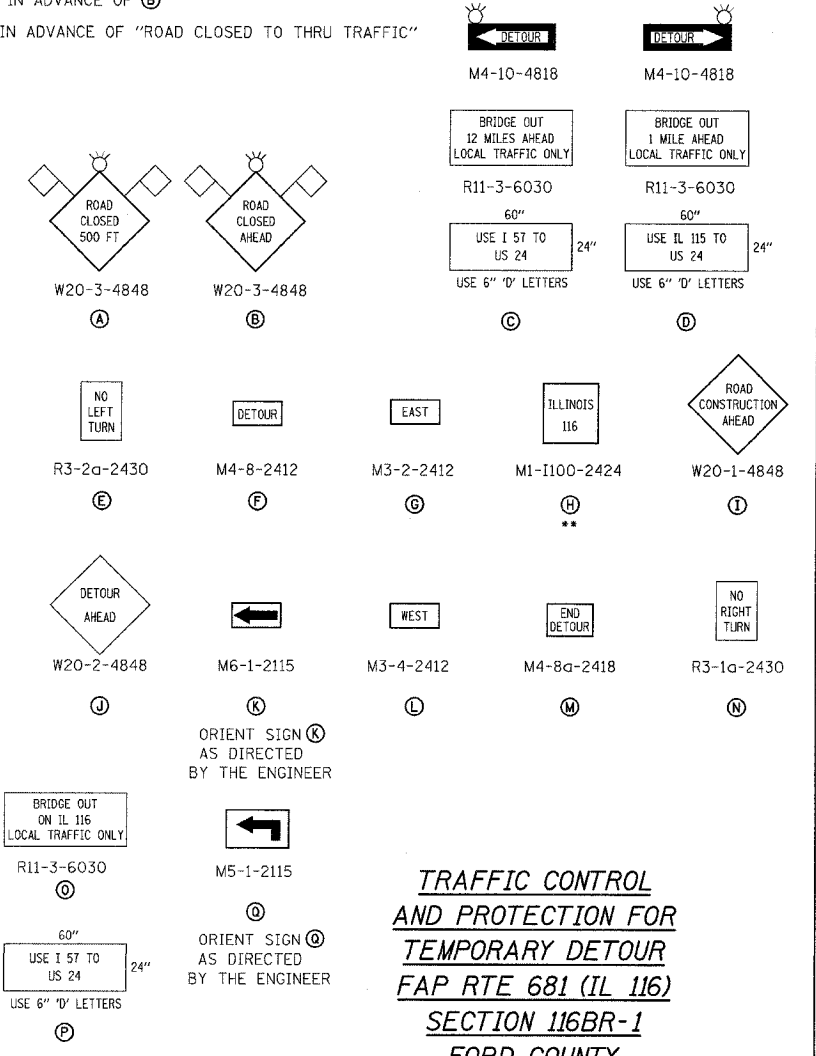 IN ADVANCE OF Ⓑ
IN ADVANCE OF "ROAD CLOSED TO THRU TRAFFIC"
DETOUR
M4-10-4818
BRIDGE OUT
12 MILES AHEAD
LOCAL TRAFFIC ONLY
R11-3-6030
60"
USE I 57 TO
US 24
24"
USE 6" 'D' LETTERS
Ⓒ
DETOUR
M4-10-4818
BRIDGE OUT
1 MILE AHEAD
LOCAL TRAFFIC ONLY
R11-3-6030
60"
USE IL 115 TO
US 24
24"
USE 6" 'D' LETTERS
Ⓓ
ROAD
CLOSED
500 FT
W20-3-4848
Ⓐ
ROAD
CLOSED
AHEAD
W20-3-4848
Ⓑ
NO
LEFT
TURN
R3-2a-2430
Ⓔ
DETOUR
M4-8-2412
Ⓕ
EAST
M3-2-2412
Ⓖ
ILLINOIS
116
M1-I100-2424
Ⓗ
**
ROAD
CONSTRUCTION
AHEAD
W20-1-4848
Ⓘ
DETOUR
AHEAD
W20-2-4848
Ⓙ
M6-1-2115
Ⓚ
ORIENT SIGN Ⓚ
AS DIRECTED
BY THE ENGINEER
WEST
M3-4-2412
Ⓛ
END
DETOUR
M4-8a-2418
Ⓜ
NO
RIGHT
TURN
R3-1a-2430
Ⓝ
BRIDGE OUT
ON IL 116
LOCAL TRAFFIC ONLY
R11-3-6030
Ⓞ
60"
USE I 57 TO
US 24
24"
USE 6" 'D' LETTERS
Ⓟ
M5-1-2115
Ⓠ
ORIENT SIGN Ⓠ
AS DIRECTED
BY THE ENGINEER
TRAFFIC CONTROL
AND PROTECTION FOR
TEMPORARY DETOUR
FAP RTE 681 (IL 116)
SECTION 116BR-1
FORD COUNTY